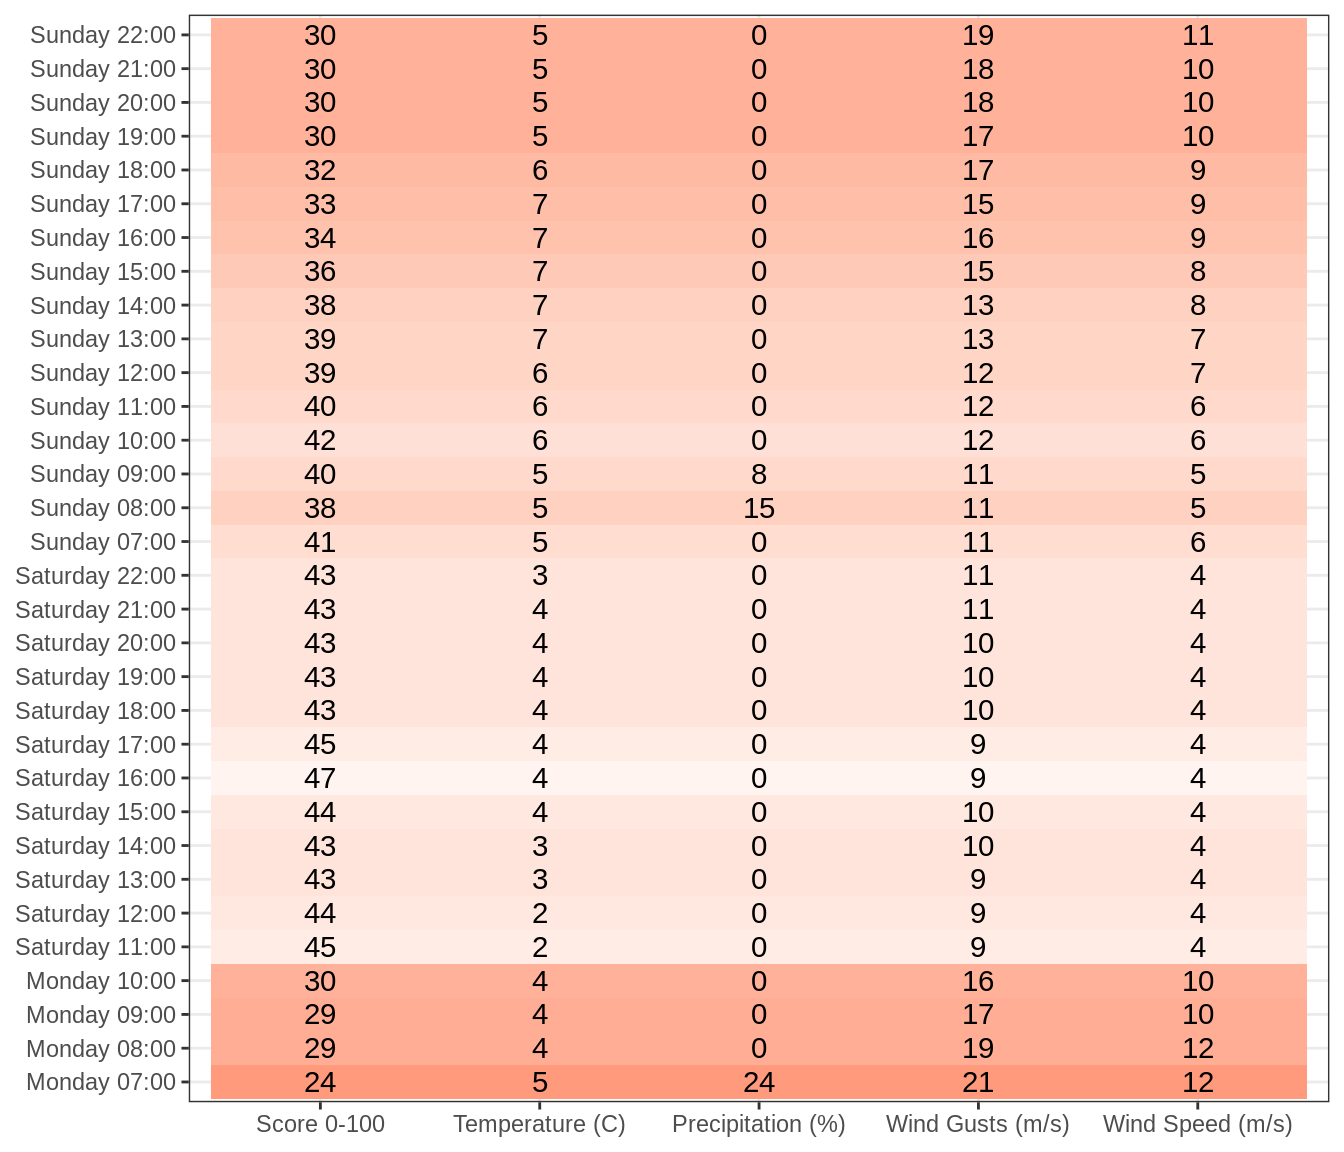 Sunday 22:00 30 5 0 19 11
Sunday 21:00 30 5 0 18 10
Sunday 20:00 30 5 0 18 10
Sunday 19:00 30 5 0 17 10
Sunday 18:00 32 6 0 17 9
Sunday 17:00 33 7 0 15 9
Sunday 16:00 34 7 0 16 9
Sunday 15:00 36 7 0 15 8
Sunday 14:00 38 7 0 13 8
Sunday 13:00 39 7 0 13 7
Sunday 12:00 39 6 0 12 7
Sunday 11:00 40 6 0 12 6
Sunday 10:00 42 6 0 12 6
Sunday 09:00 40 5 8 11 5
Sunday 08:00 38 5 15 11 5
Sunday 07:00 41 5 0 11 6
Saturday 22:00 43 3 0 11 4
Saturday 21:00 43 4 0 11 4
Saturday 20:00 43 4 0 10 4
Saturday 19:00 43 4 0 10 4
Saturday 18:00 43 4 0 10 4
Saturday 17:00 45 4 0 9 4
Saturday 16:00 47 4 0 9 4
Saturday 15:00 44 4 0 10 4
Saturday 14:00 43 3 0 10 4
Saturday 13:00 43 3 0 9 4
Saturday 12:00 44 2 0 9 4
Saturday 11:00 45 2 0 9 4
Monday 10:00 30 4 0 16 10
Monday 09:00 29 4 0 17 10
Monday 08:00 29 4 0 19 12
Monday 07:00 24 5 24 21 12
Score 0-100 Temperature (C) Precipitation (%) Wind Gusts (m/s) Wind Speed (m/s)